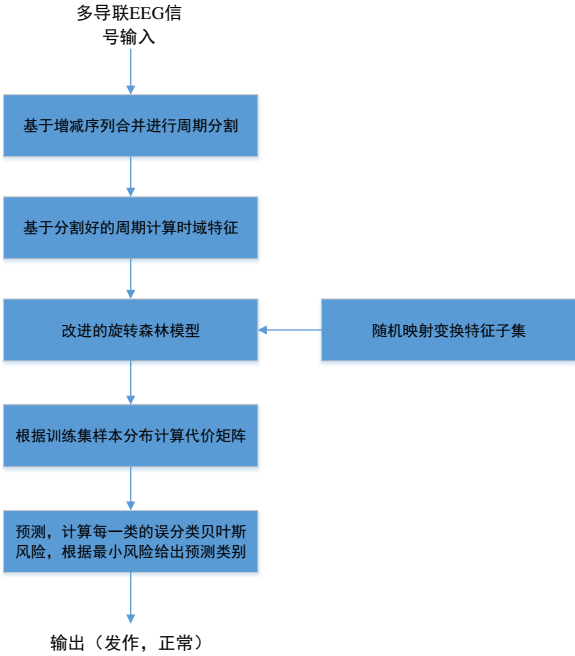 多导联EEG信
号输入
基于增减序列合并进行周期分割
基于分割好的周期计算时域特征
改进的旋转森林模型
随机映射变换特征子集
根据训练集样本分布计算代价矩阵
预测，计算每一类的误分类贝叶斯
风险，根据最小风险给出预测类别
输出（发作，正常）